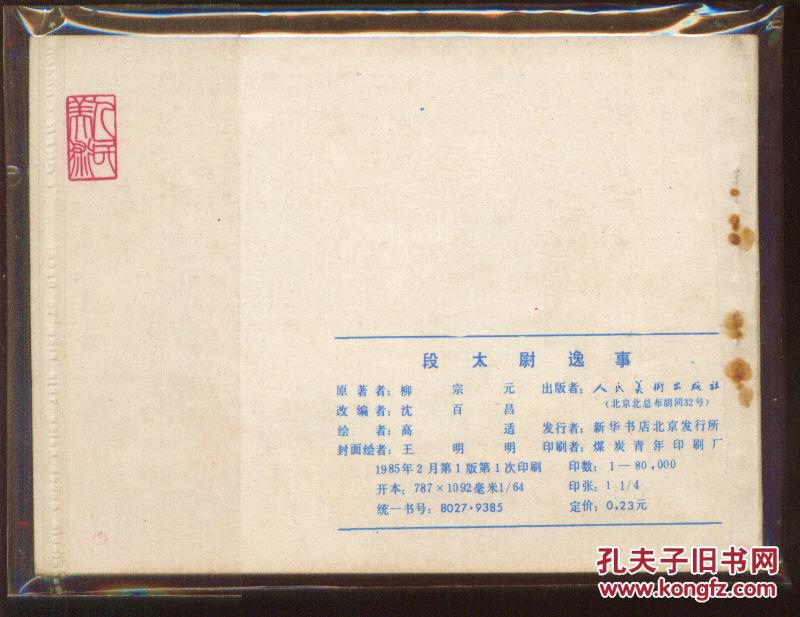 人民
美术
段太尉逸事
原著者：柳宗元 出版者：人民美術出版社
（北京北总布胡同32号）
改编者：沈百昌
绘者：高适 发行者：新华书店北京发行所
封面绘者：王明明 印刷者：煤炭青年印刷厂
1985年2月第1版第1次印刷 印数：1—80,000
开本：787×1092毫米1/64 印张：1 1/4
统一书号：8027·9385 定价：0.23元
孔夫子旧书网
www.kongfz.com